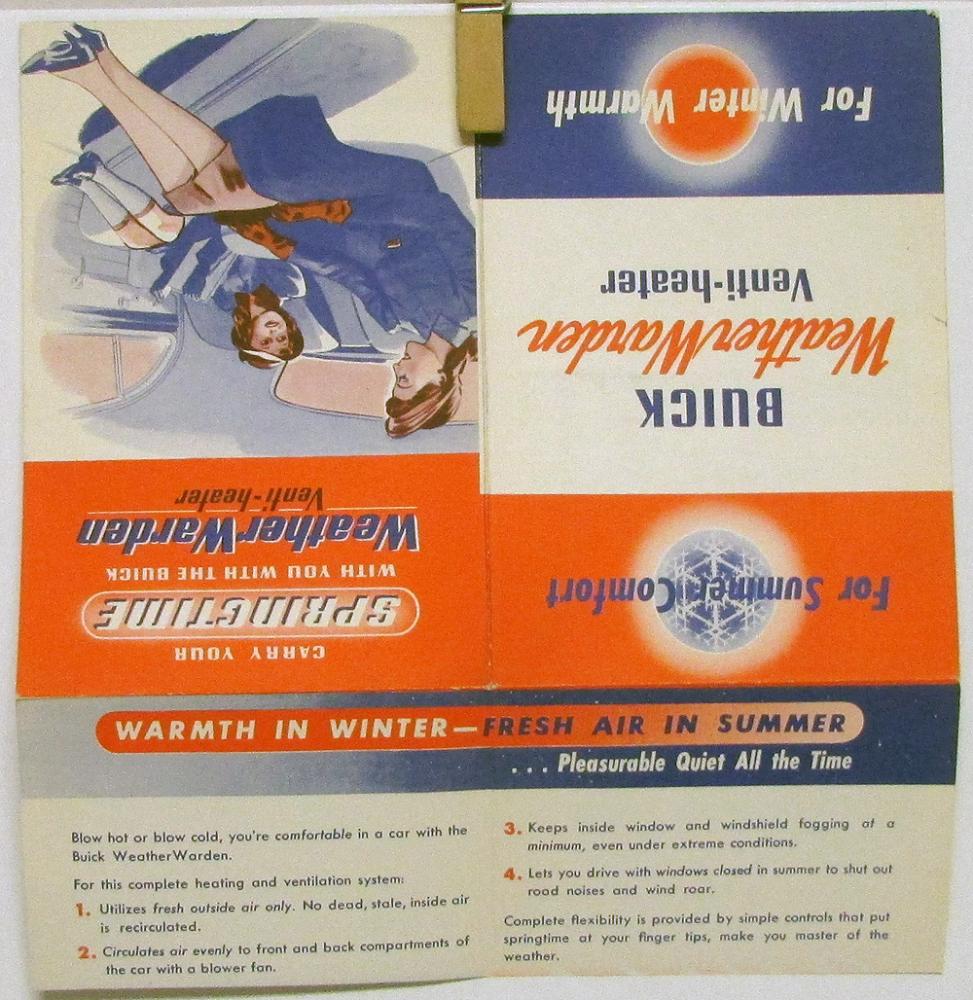 For Winter Warmth
BUICK
WeatherWarden
Venti-heater
For Summer Comfort
CARRY YOUR
SPRINGTIME
WITH YOU WITH THE BUICK
WeatherWarden
Venti-heater
WARMTH IN WINTER—FRESH AIR IN SUMMER
. . . Pleasurable Quiet All the Time
Blow hot or blow cold, you're comfortable in a car with the
Buick WeatherWarden.
For this complete heating and ventilation system:
1. Utilizes fresh outside air only. No dead, stale, inside air
is recirculated.
2. Circulates air evenly to front and back compartments of
the car with a blower fan.
3. Keeps inside window and windshield fogging at a
minimum, even under extreme conditions.
4. Lets you drive with windows closed in summer to shut out
road noises and wind roar.
Complete flexibility is provided by simple controls that put
springtime at your finger tips, make you master of the
weather.